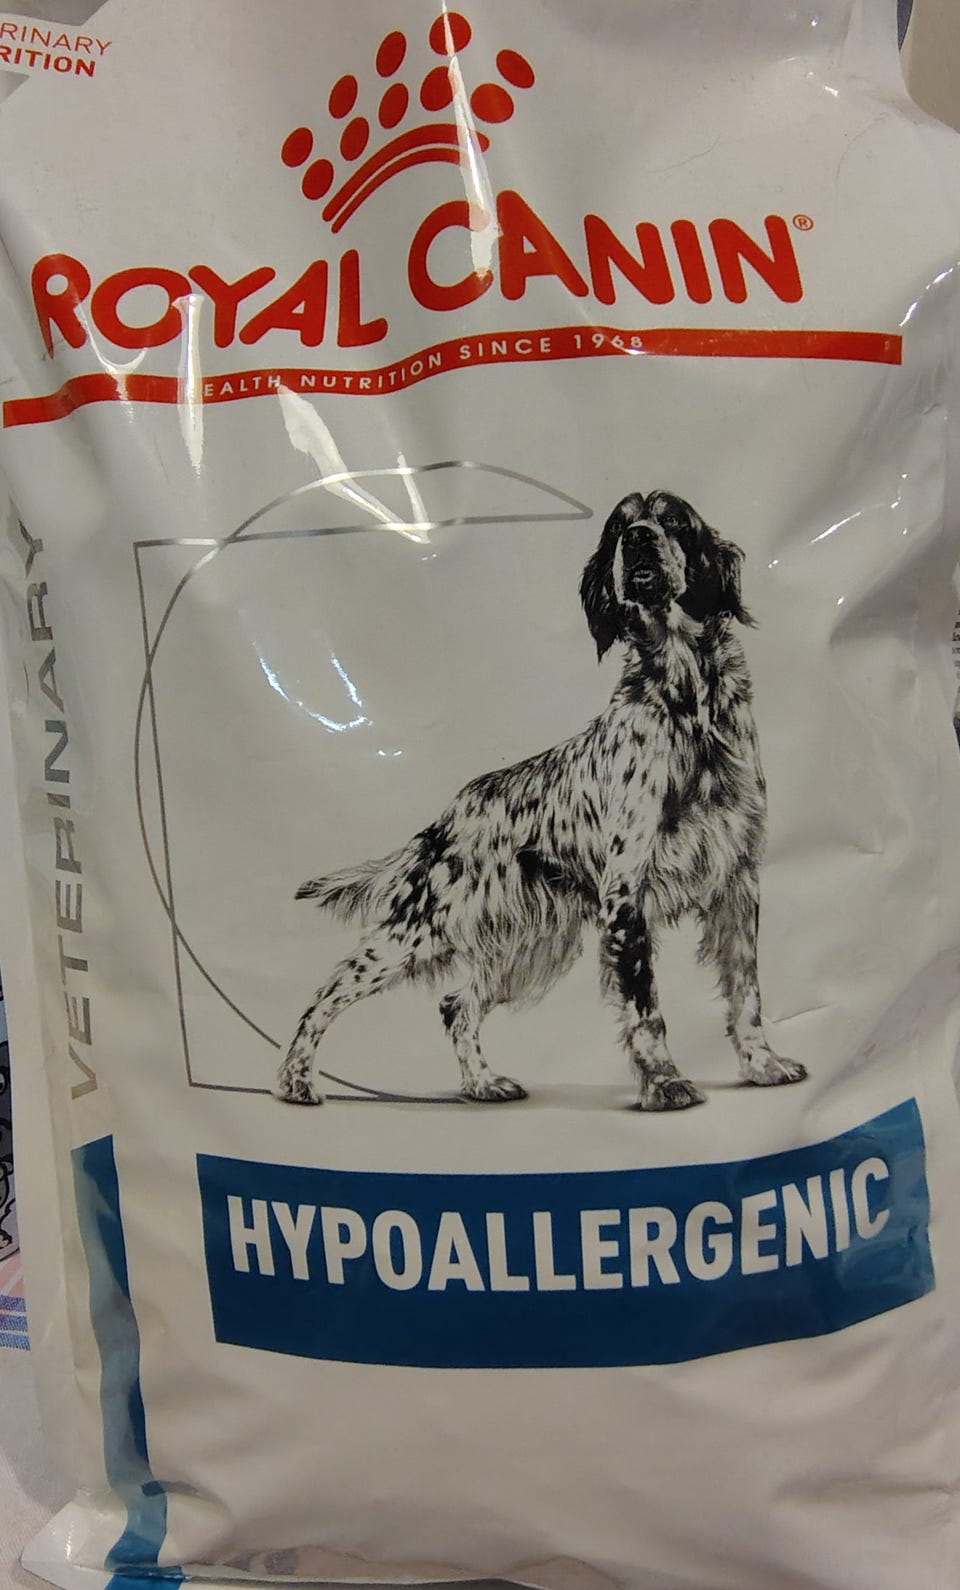 RINARY
RITION
ROYAL CANIN®
EALTH NUTRITION SINCE 1968
VETERINARY
HYPOALLERGENIC